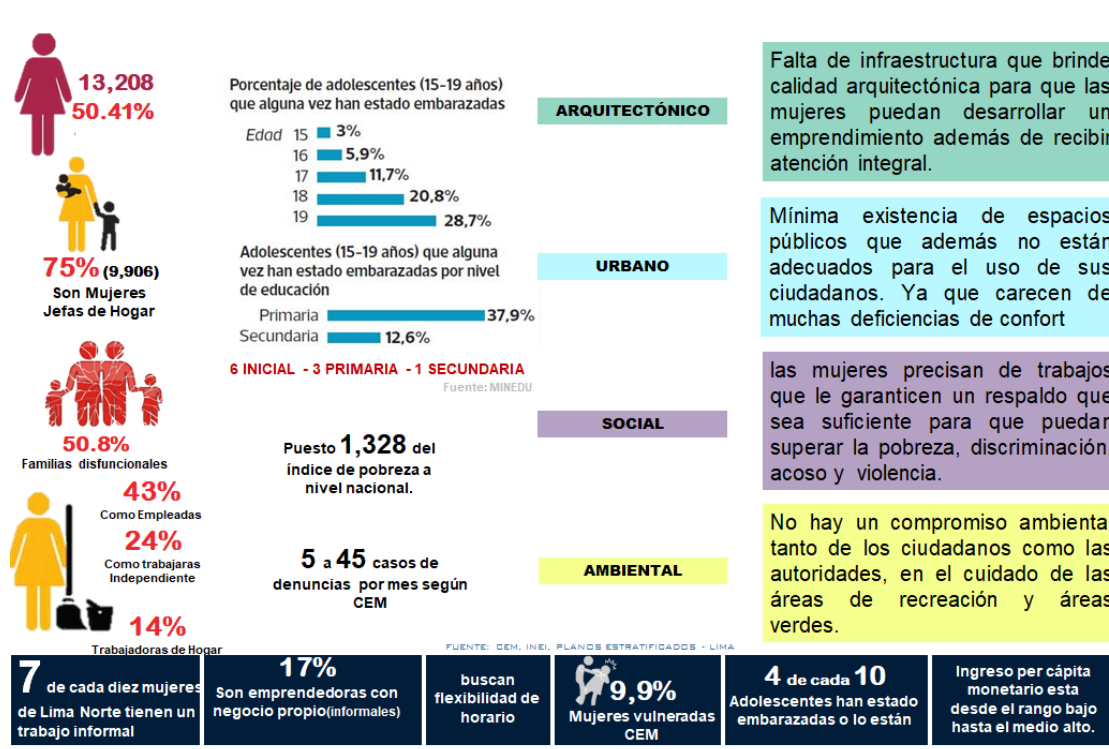 13,208
50.41%
75% (9,906)
Son Mujeres
Jefas de Hogar
50.8%
Familias disfuncionales
43%
Como Empleadas
24%
Como trabajaras
Independiente
14%
Trabajadoras de Hogar
Porcentaje de adolescentes (15-19 años)
que alguna vez han estado embarazadas
Edad 15 3%
16 5,9%
17 11,7%
18 20,8%
19 28,7%
Adolescentes (15-19 años) que alguna
vez han estado embarazadas por nivel
de educación
Primaria 37,9%
Secundaria 12,6%
6 INICIAL - 3 PRIMARIA - 1 SECUNDARIA
Fuente: MINEDU
Puesto 1,328 del
índice de pobreza a
nivel nacional.
5 a 45 casos de
denuncias por mes según
CEM
ARQUITECTÓNICO
Falta de infraestructura que brinde
calidad arquitectónica para que las
mujeres puedan desarrollar un
emprendimiento además de recibir
atención integral.
URBANO
Mínima existencia de espacios
públicos que además no están
adecuados para el uso de sus
ciudadanos. Ya que carecen de
muchas deficiencias de confort
SOCIAL
las mujeres precisan de trabajos
que le garanticen un respaldo que
sea suficiente para que puedan
superar la pobreza, discriminación
acoso y violencia.
AMBIENTAL
No hay un compromiso ambienta
tanto de los ciudadanos como las
autoridades, en el cuidado de las
áreas de recreación y áreas
verdes.
FUENTE: CEM, INEI, PLANOS ESTRATIFICADOS - LIMA
7 de cada diez mujeres
de Lima Norte tienen un
trabajo informal
17%
Son emprendedoras con
negocio propio(informales)
buscan
flexibilidad de
horario
9,9%
Mujeres vulneradas
CEM
4 de cada 10
Adolescentes han estado
embarazadas o lo están
Ingreso per cápita
monetario esta
desde el rango bajo
hasta el medio alto.